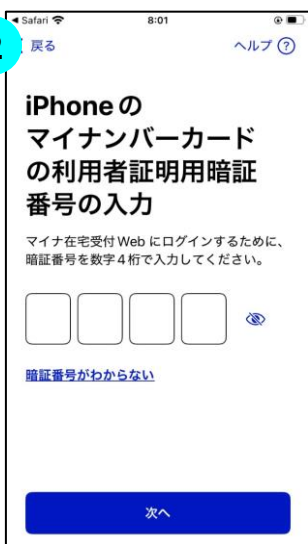 ◀ Safari 8:01
2
戻る ヘルプ ?
iPhoneの
マイナンバーカード
の利用者証明用暗証
番号の入力
マイナ在宅受付Web にログインするために、
暗証番号を数字4桁で入力してください。
暗証番号がわからない
次へ